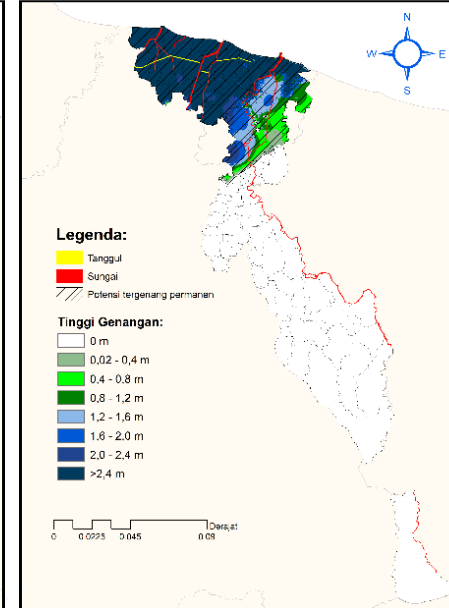 N
W E
S
Legenda:
Tanggul
Sungai
Potensi tergenang permanen
Tinggi Genangan:
0 m
0,02 - 0,4 m
0.4 - 0.8 m
0,8 - 1,2 m
1,2 - 1,6 m
1.6 - 2.0 m
2,0 - 2,4 m
>2,4 m
Derajat
0 0.0225 0.045 0.09